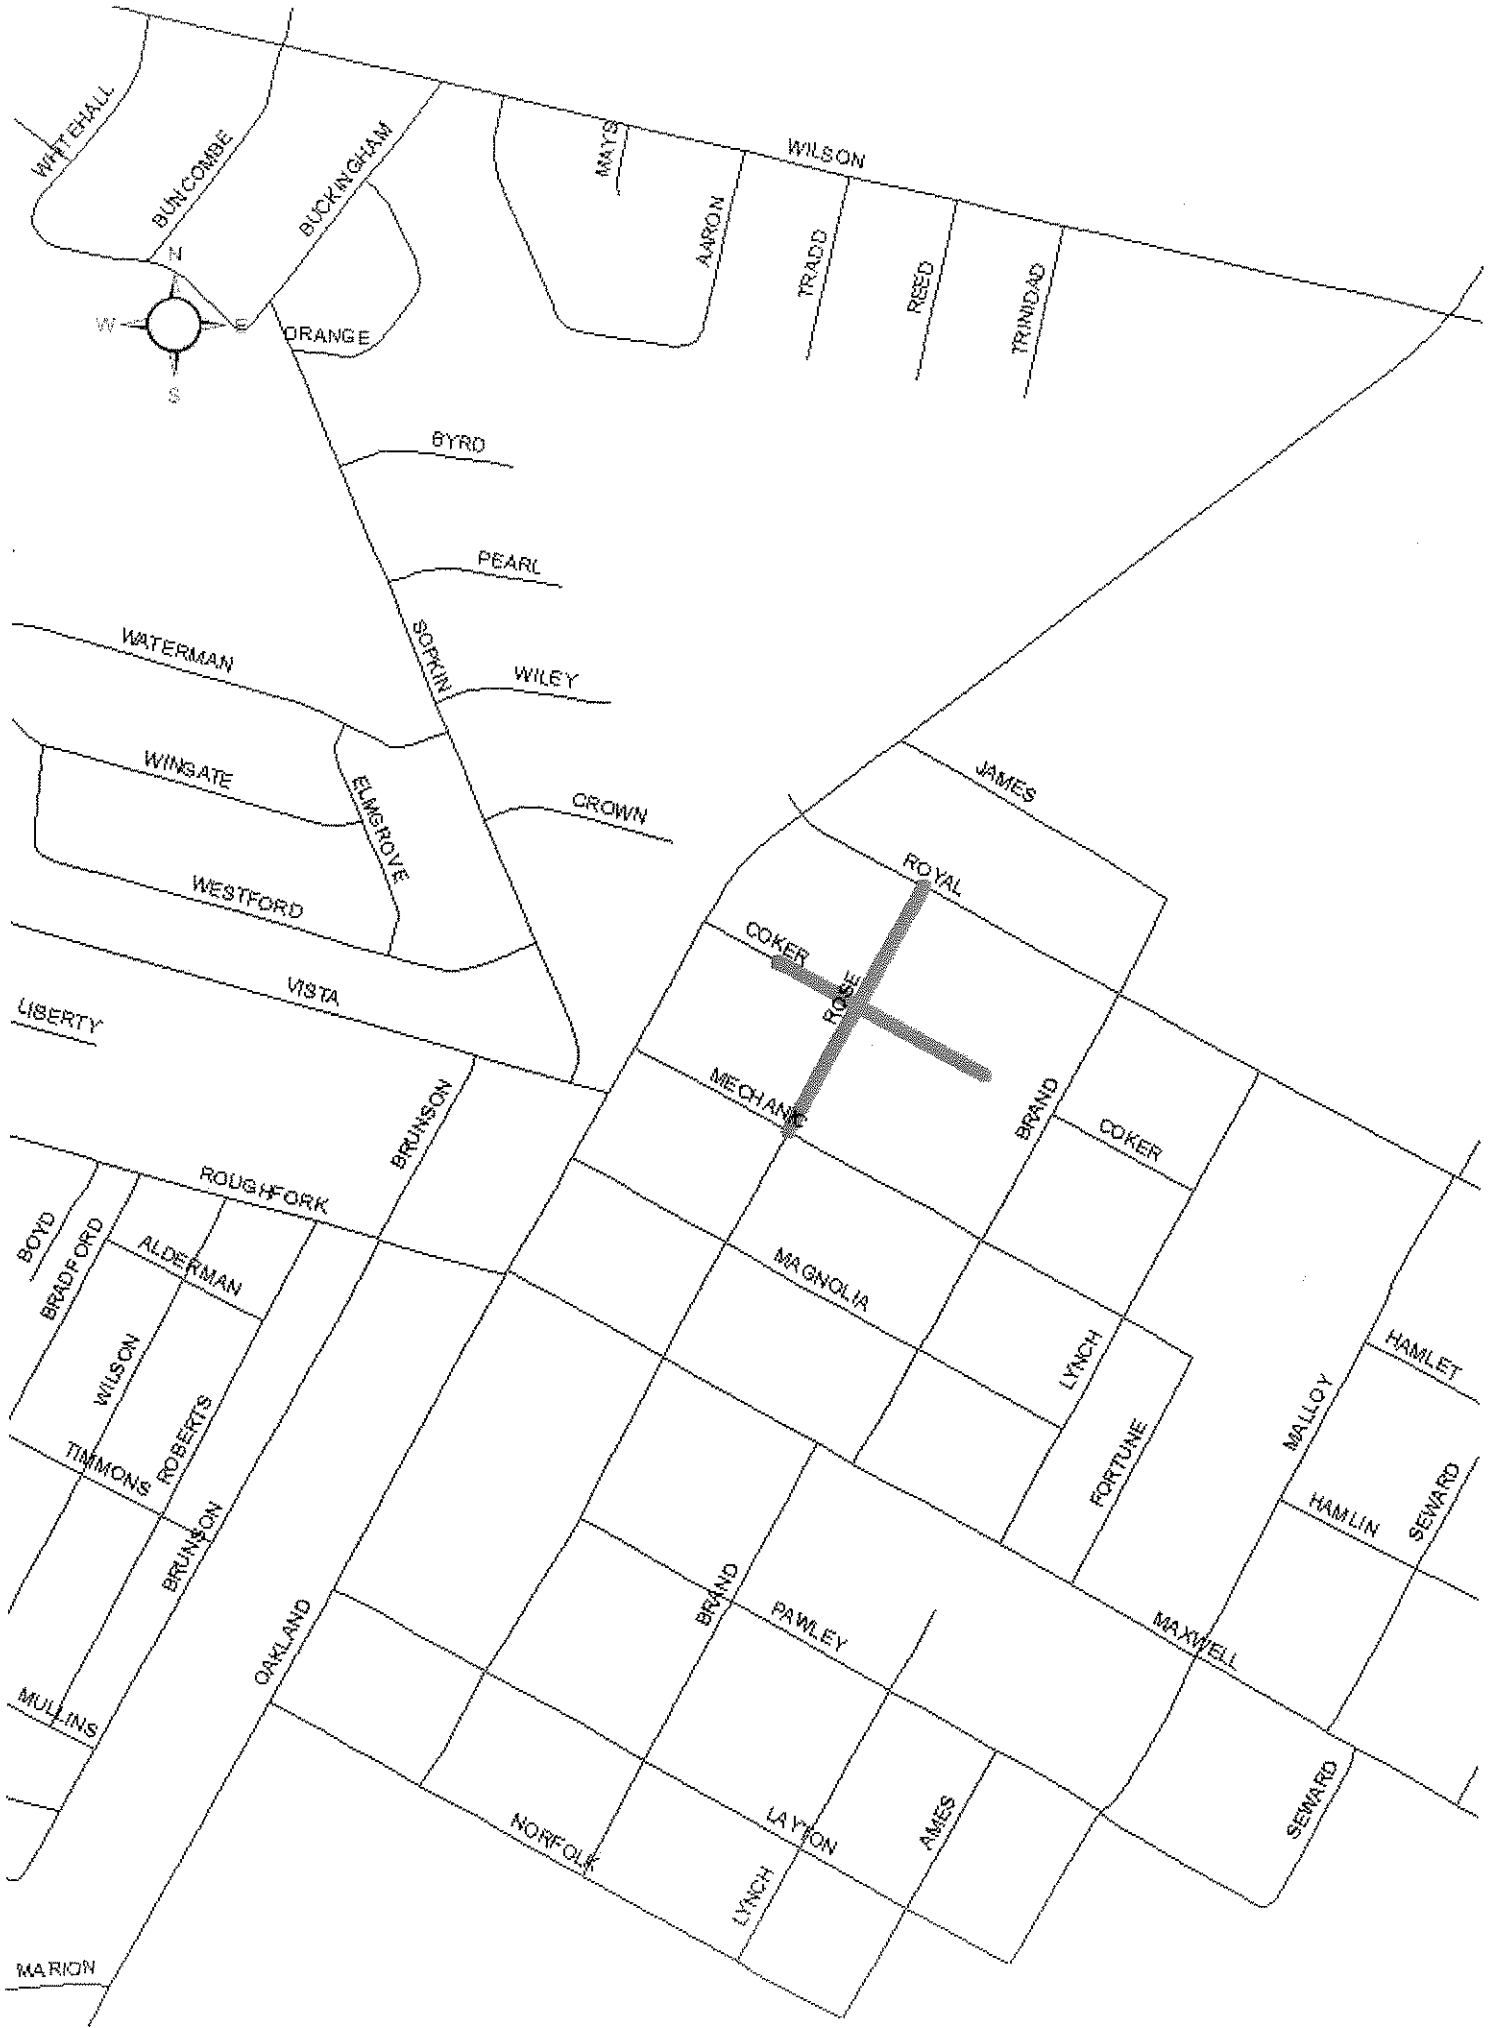 WHITEHALL
BUNCOMBE
BUCKINGHAM
MAYS
WILSON
AARON
TRADD
REED
TRINIDAD
N
W
E
S
ORANGE
BYRD
PEARL
SOPKIN
WATERMAN
WILEY
WINGATE
ELMGROVE
CROWN
JAMES
WESTFORD
ROYAL
COKER
ROSE
VISTA
LIBERTY
MECHANIC
BRUNSON
BRAND
COKER
ROUGHFORK
BOYD
BRADFORD
ALDERMAN
MAGNOLIA
WILSON
LYNCH
HAMLET
MALLOY
ROBERTS
TIMMONS
FORTUNE
SEWARD
HAMLIN
BRUNSON
BRAND
OAKLAND
PAWLEY
MAXWELL
MULLINS
SEWARD
NORFOLK
LAYTON
AMES
LYNCH
MARION